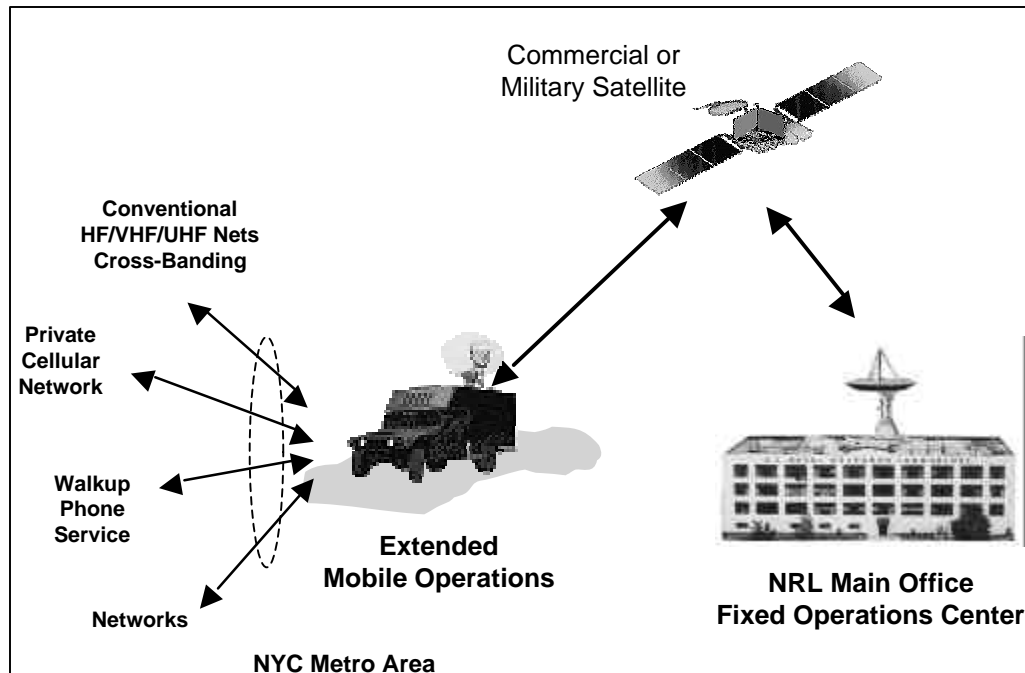 Commercial or
Military Satellite
Conventional
HF/VHF/UHF Nets
Cross-Banding
Private
Cellular
Network
Walkup
Phone
Service
Networks
Extended
Mobile Operations
NYC Metro Area
NRL Main Office
Fixed Operations Center